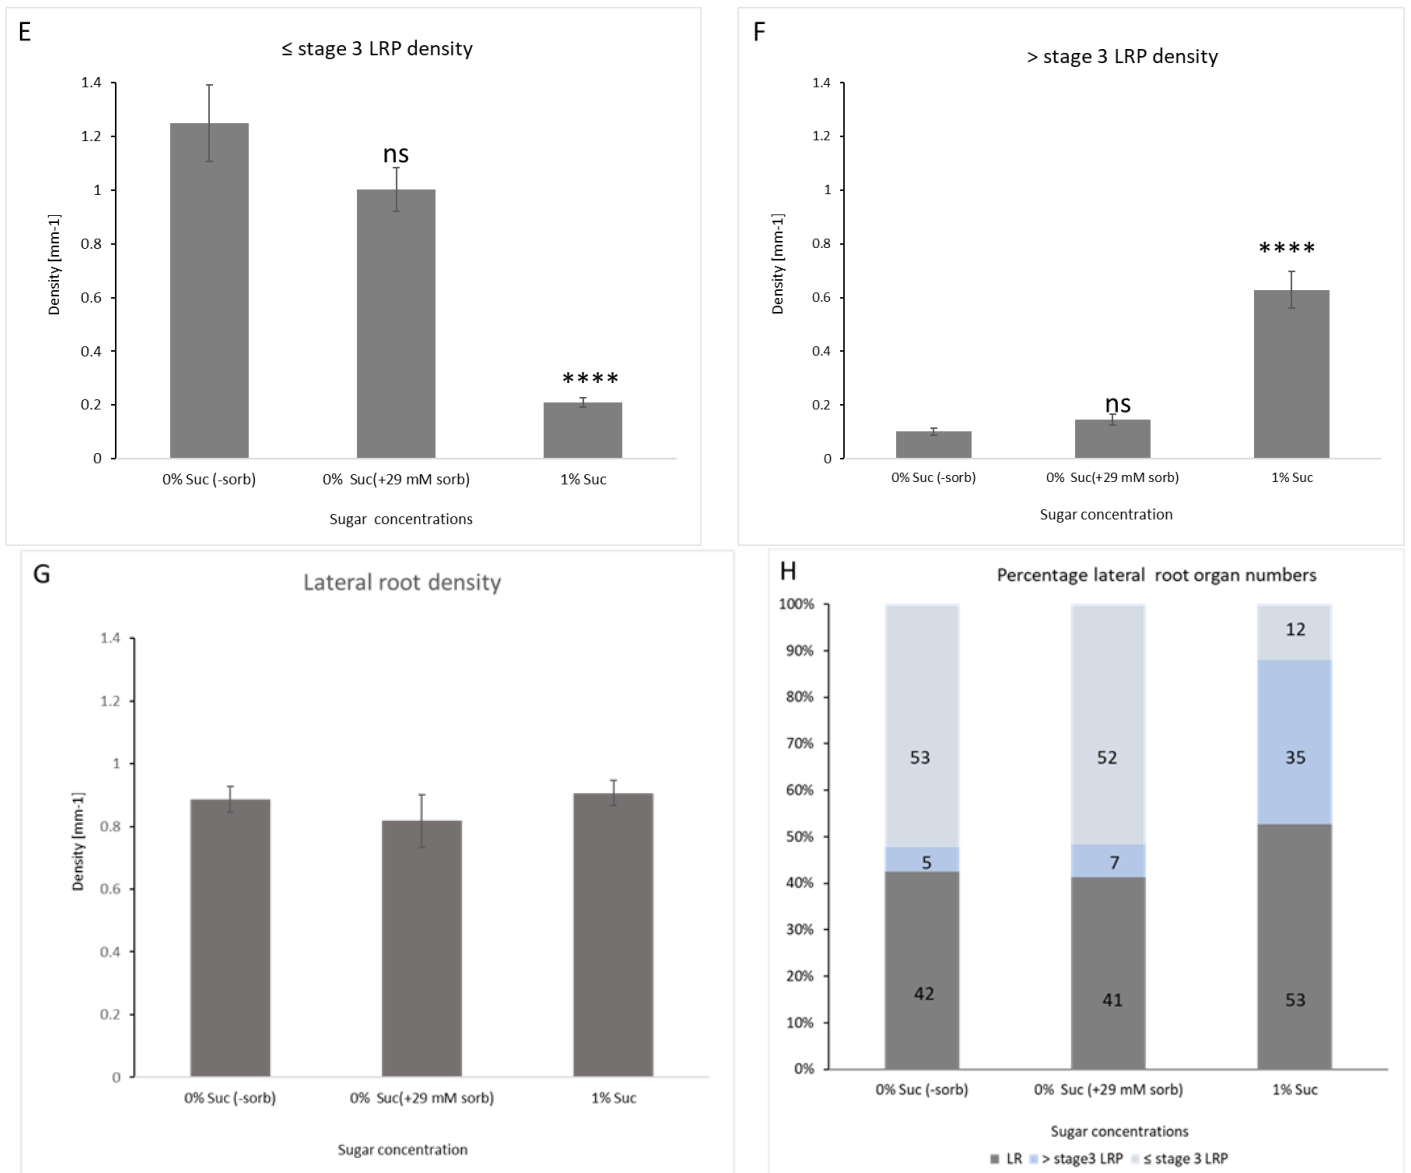 E
≤ stage 3 LRP density
1.4
1.2
1
0.8
0.6
0.4
0.2
0
Density [mm-1]
ns
****
0% Suc (-sorb)
0% Suc(+29 mM sorb)
1% Suc
Sugar concentrations
F
> stage 3 LRP density
1.4
1.2
1
0.8
0.6
0.4
0.2
0
Density [mm-1]
ns
****
0% Suc (-sorb)
0% Suc(+29 mM sorb)
1% Suc
Sugar concentration
G
Lateral root density
1.4
1.2
1
0.8
0.6
0.4
0.2
0
Density [mm-1]
0% Suc (-sorb)
0% Suc(+29 mM sorb)
1% Suc
Sugar concentration
H
Percentage lateral root organ numbers
100%
90%
80%
70%
60%
50%
40%
30%
20%
10%
0%
53
5
42
52
7
41
12
35
53
0% Suc (-sorb)
0% Suc (+29 mM sorb)
1% Suc
Sugar concentrations
LR
> stage3 LRP
≤ stage 3 LRP